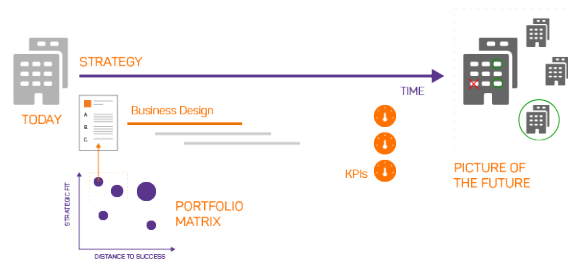 STRATEGY
TIME
TODAY
A.
B.
C.
Business Design
KPIs
PICTURE OF
THE FUTURE
STRATEGIC FIT
PORTFOLIO
MATRIX
DISTANCE TO SUCCESS